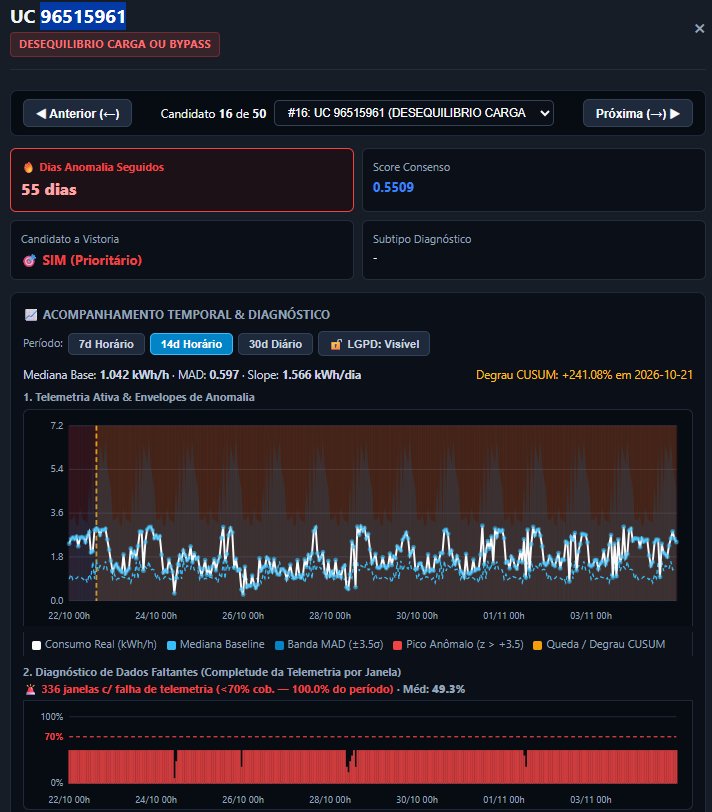 UC 96515961
DESEQUILIBRIO CARGA OU BYPASS
×
◀ Anterior (←)
Candidato 16 de 50
#16: UC 96515961 (DESEQUILIBRIO CARGA
Próxima (→) ▶
🔥 Dias Anomalia Seguidos
55 dias
Score Consenso
0.5509
Candidato a Vistoria
🎯 SIM (Prioritário)
Subtipo Diagnóstico
-
📈 ACOMPANHAMENTO TEMPORAL & DIAGNÓSTICO
Período: 7d Horário 14d Horário 30d Diário 🔓 LGPD: Visível
Mediana Base: 1.042 kWh/h · MAD: 0.597 · Slope: 1.566 kWh/dia
Degrau CUSUM: +241.08% em 2026-10-21
1. Telemetria Ativa & Envelopes de Anomalia
7.2
5.4
3.6
1.8
0.0
22/10 00h 24/10 00h 26/10 00h 28/10 00h 30/10 00h 01/11 00h 03/11 00h
Consumo Real (kWh/h) Mediana Baseline Banda MAD (±3.5σ) Pico Anômalo (z > +3.5) Queda / Degrau CUSUM
2. Diagnóstico de Dados Faltantes (Completude da Telemetria por Janela)
🚨 336 janelas c/ falha de telemetria (<70% cob. — 100.0% do período) · Méd: 49.3%
100%
70%
0%
22/10 00h 24/10 00h 26/10 00h 28/10 00h 30/10 00h 01/11 00h 03/11 00h